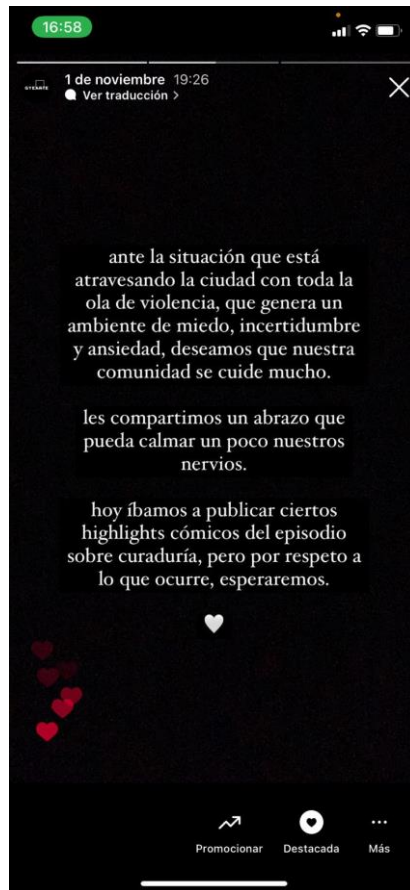 16:58
1 de noviembre 19:26
Ver traducción >
ante la situación que está
atravesando la ciudad con toda la
ola de violencia, que genera un
ambiente de miedo, incertidumbre
y ansiedad, deseamos que nuestra
comunidad se cuide mucho.
les compartimos un abrazo que
pueda calmar un poco nuestros
nervios.
hoy íbamos a publicar ciertos
highlights cómicos del episodio
sobre curaduría, pero por respeto a
lo que ocurre, esperaremos.
Promocionar Destacada Más